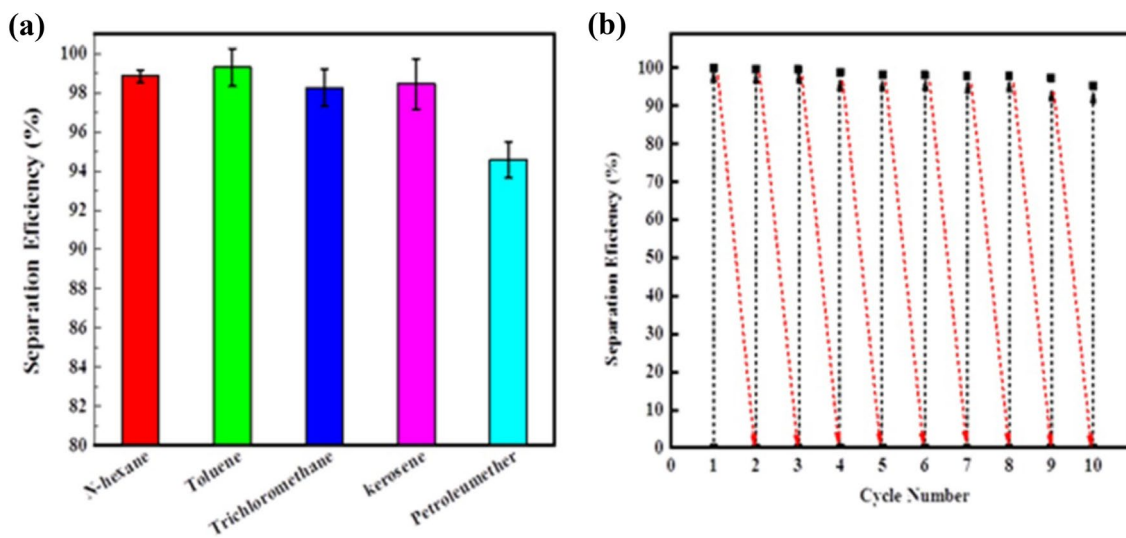 (a)
Separation Eficiency (%)
100
98
96
94
92
90
88
86
84
82
80
N-hexane
Toluene
Trichloromethane
kerosene
Petroleumether
(b)
Separation Eficiency (%)
100
90
80
70
60
50
40
30
20
10
0
0 1 2 3 4 5 6 7 8 9 10
Cycle Number